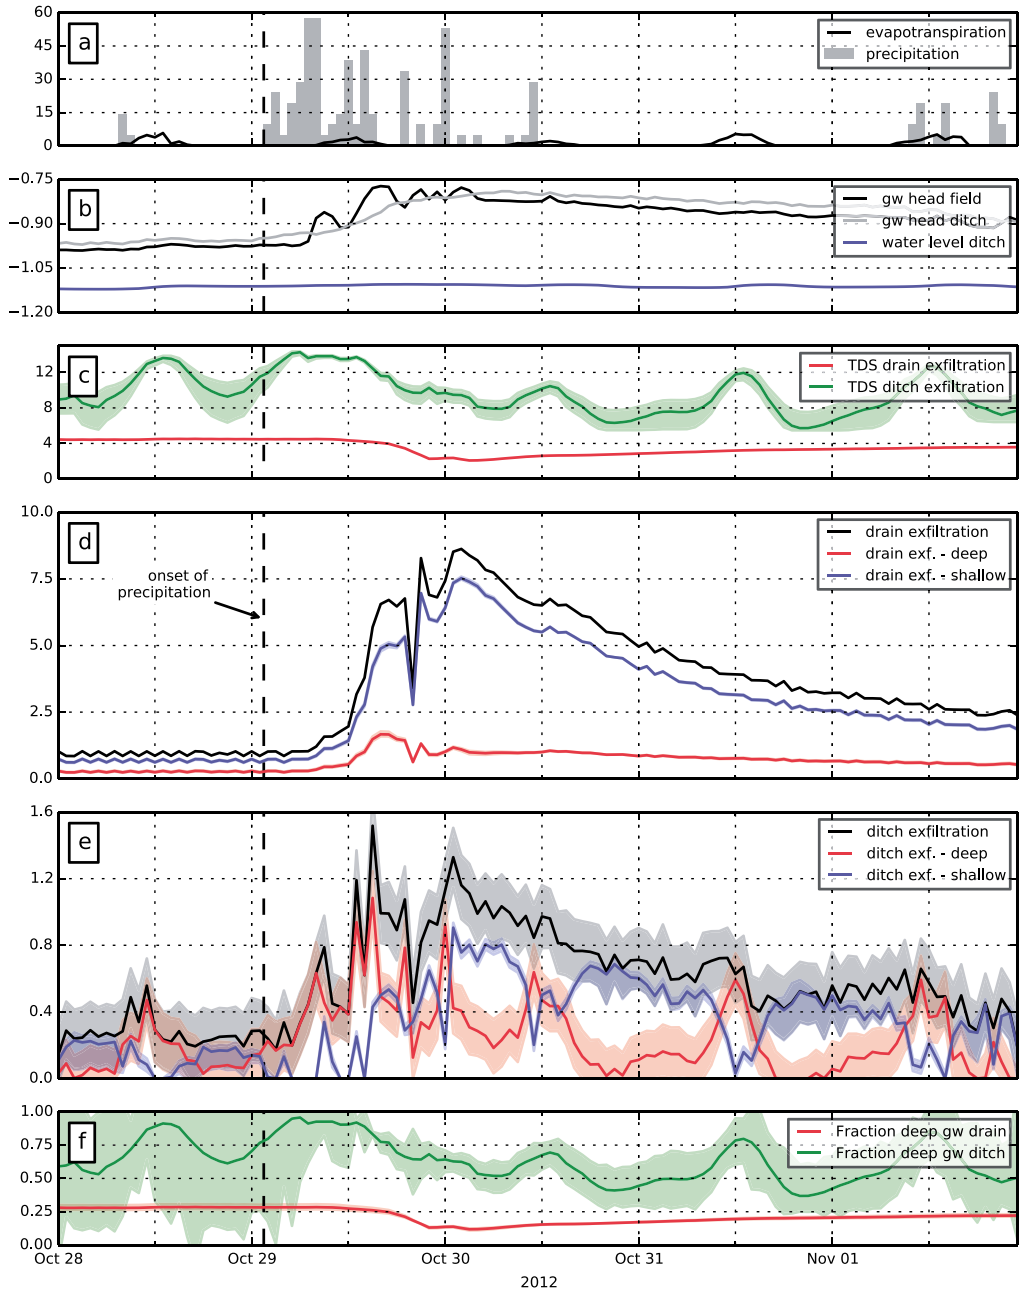 60
45
30
15
0
a
evapotranspiration
precipitation
−0.75
−0.90
−1.05
−1.20
b
gw head field
gw head ditch
water level ditch
12
8
4
0
c
TDS drain exfiltration
TDS ditch exfiltration
10.0
7.5
5.0
2.5
0.0
d
onset of
precipitation
drain exfiltration
drain exf. - deep
drain exf. - shallow
1.6
1.2
0.8
0.4
0.0
e
ditch exfiltration
ditch exf. - deep
ditch exf. - shallow
1.00
0.75
0.50
0.25
0.00
f
Fraction deep gw drain
Fraction deep gw ditch
Oct 28
Oct 29
Oct 30
Oct 31
Nov 01
2012